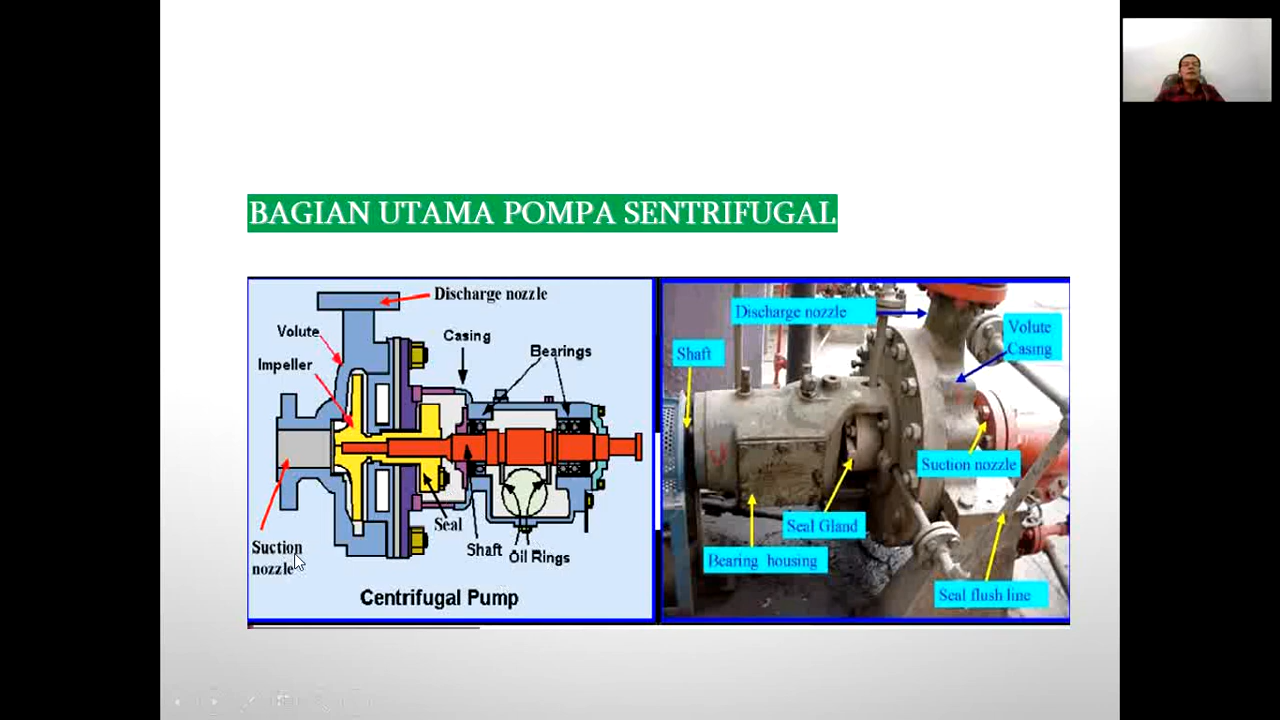 BAGIAN UTAMA POMPA SENTRIFUGAL
Discharge nozzle
Volute
Casing
Impeller
Bearings
Seal
Shaft
Oil Rings
Suction
nozzle
Centrifugal Pump
Discharge nozzle
Volute
Casing
Shaft
Suction nozzle
Seal Gland
Bearing housing
Seal flush line